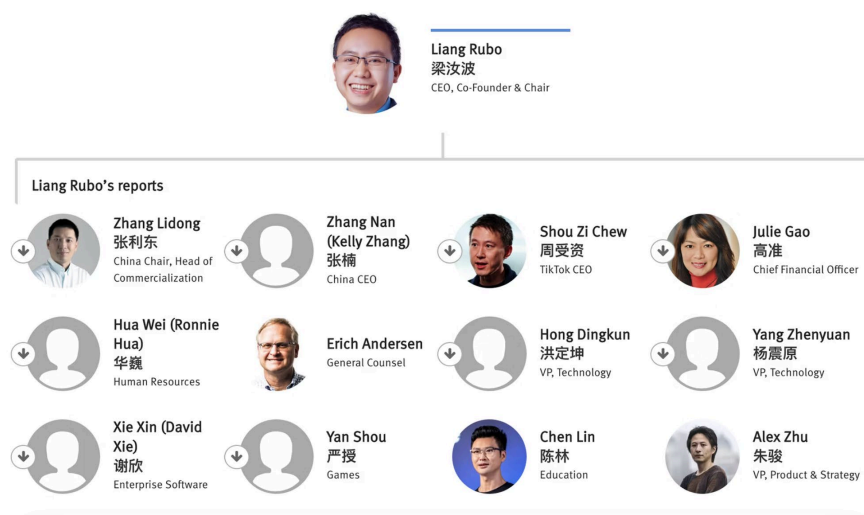 Liang Rubo
梁汝波
CEO, Co-Founder & Chair
Liang Rubo’s reports
Zhang Lidong
张利东
China Chair, Head of
Commercialization
Zhang Nan
(Kelly Zhang)
张楠
China CEO
Shou Zi Chew
周受资
TikTok CEO
Julie Gao
高准
Chief Financial Officer
Hua Wei (Ronnie
Hua)
华巍
Human Resources
Erich Andersen
General Counsel
Hong Dingkun
洪定坤
VP, Technology
Yang Zhenyuan
杨震原
VP, Technology
Xie Xin (David
Xie)
谢欣
Enterprise Software
Yan Shou
严授
Games
Chen Lin
陈林
Education
Alex Zhu
朱骏
VP, Product & Strategy